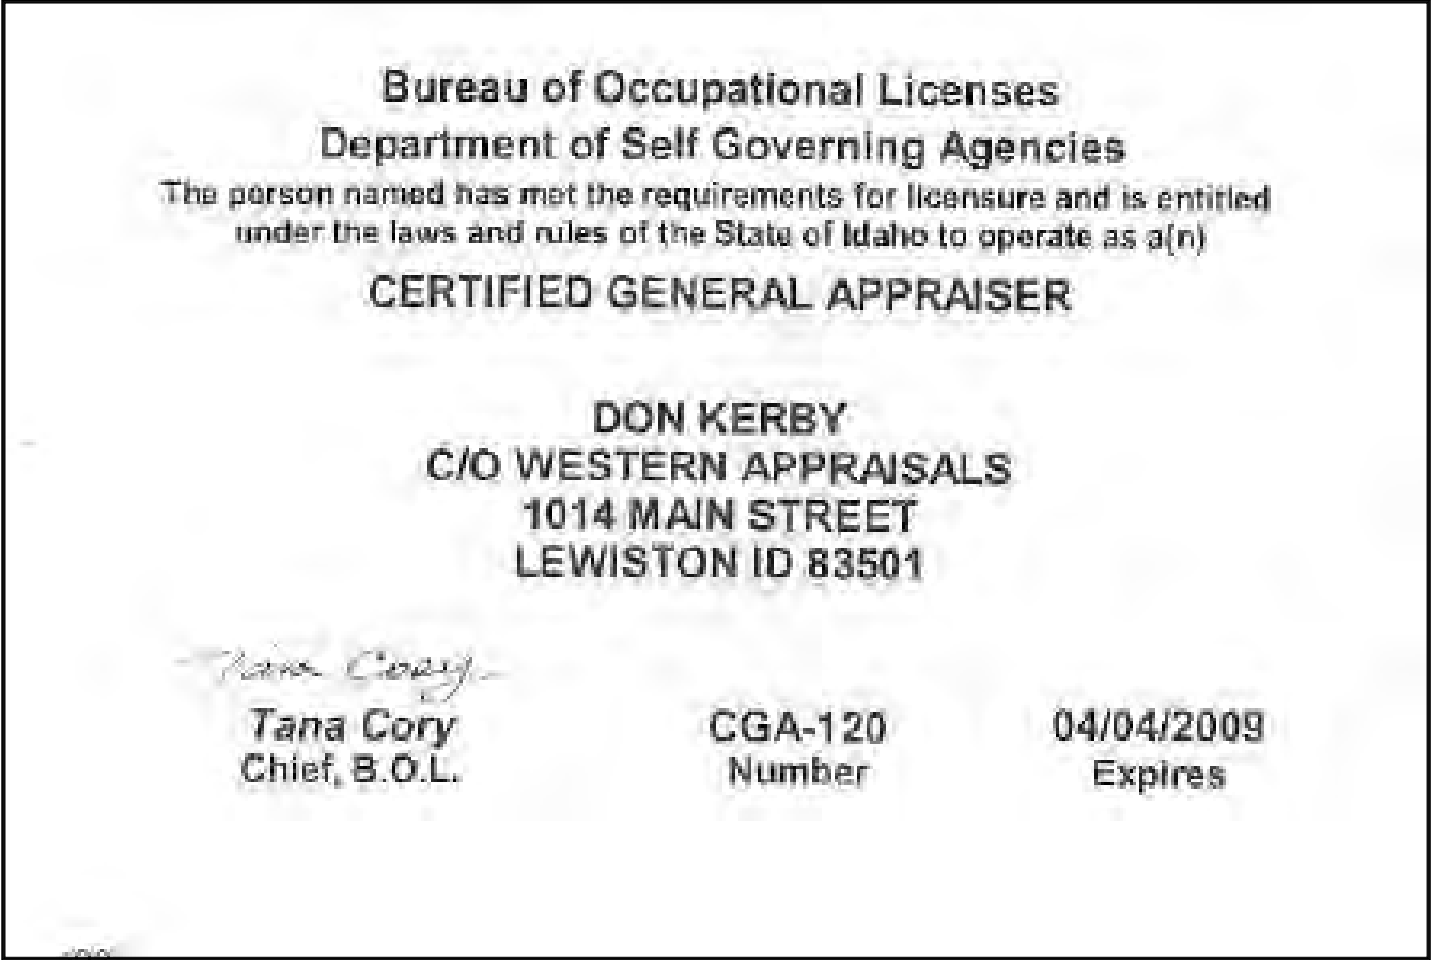 Bureau of Occupational Licenses
Department of Self Governing Agencies
The person named has met the requirements for licensure and is entitled
under the laws and rules of the State of Idaho to operate as a(n)
CERTIFIED GENERAL APPRAISER
DON KERBY
C/O WESTERN APPRAISALS
1014 MAIN STREET
LEWISTON ID 83501
Tana Cory
Tana Cory
Chief, B.O.L.
CGA-120
Number
04/04/2009
Expires